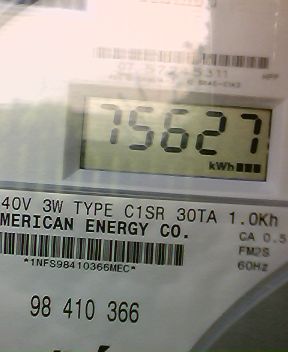 75627
kWh
40V 3W TYPE C1SR 30TA 1.0Kh
MERICAN ENERGY CO.
CA 0.5
FM2S
60Hz
*1NFS98410366MEC*
98 410 366